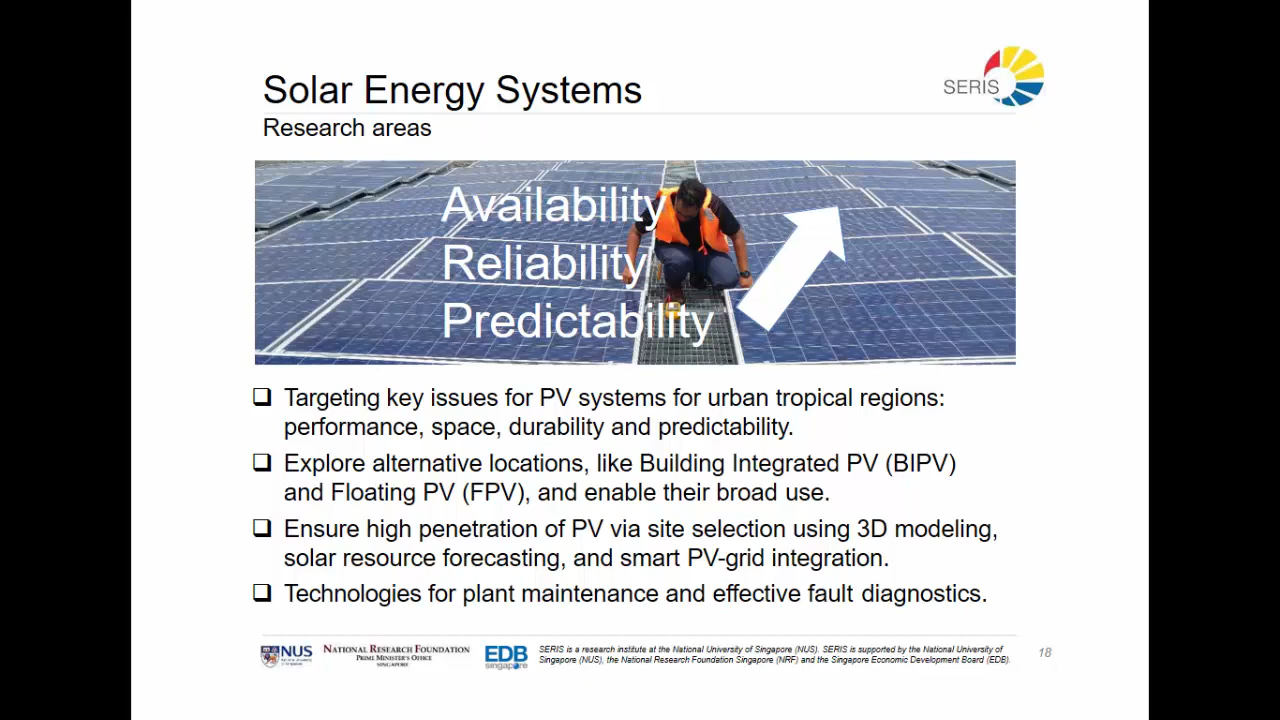 Solar Energy Systems
SERIS
Research areas
Availability
Reliability
Predictability
❑ Targeting key issues for PV systems for urban tropical regions:
performance, space, durability and predictability.
❑ Explore alternative locations, like Building Integrated PV (BIPV)
and Floating PV (FPV), and enable their broad use.
❑ Ensure high penetration of PV via site selection using 3D modeling,
solar resource forecasting, and smart PV-grid integration.
❑ Technologies for plant maintenance and effective fault diagnostics.
NUS
NATIONAL RESEARCH FOUNDATION
PRIME MINISTER'S OFFICE
SINGAPORE
EDB
singapore
SERIS is a research institute at the National University of Singapore (NUS). SERIS is supported by the National University of
Singapore (NUS), the National Research Foundation Singapore (NRF) and the Singapore Economic Development Board (EDB).
18